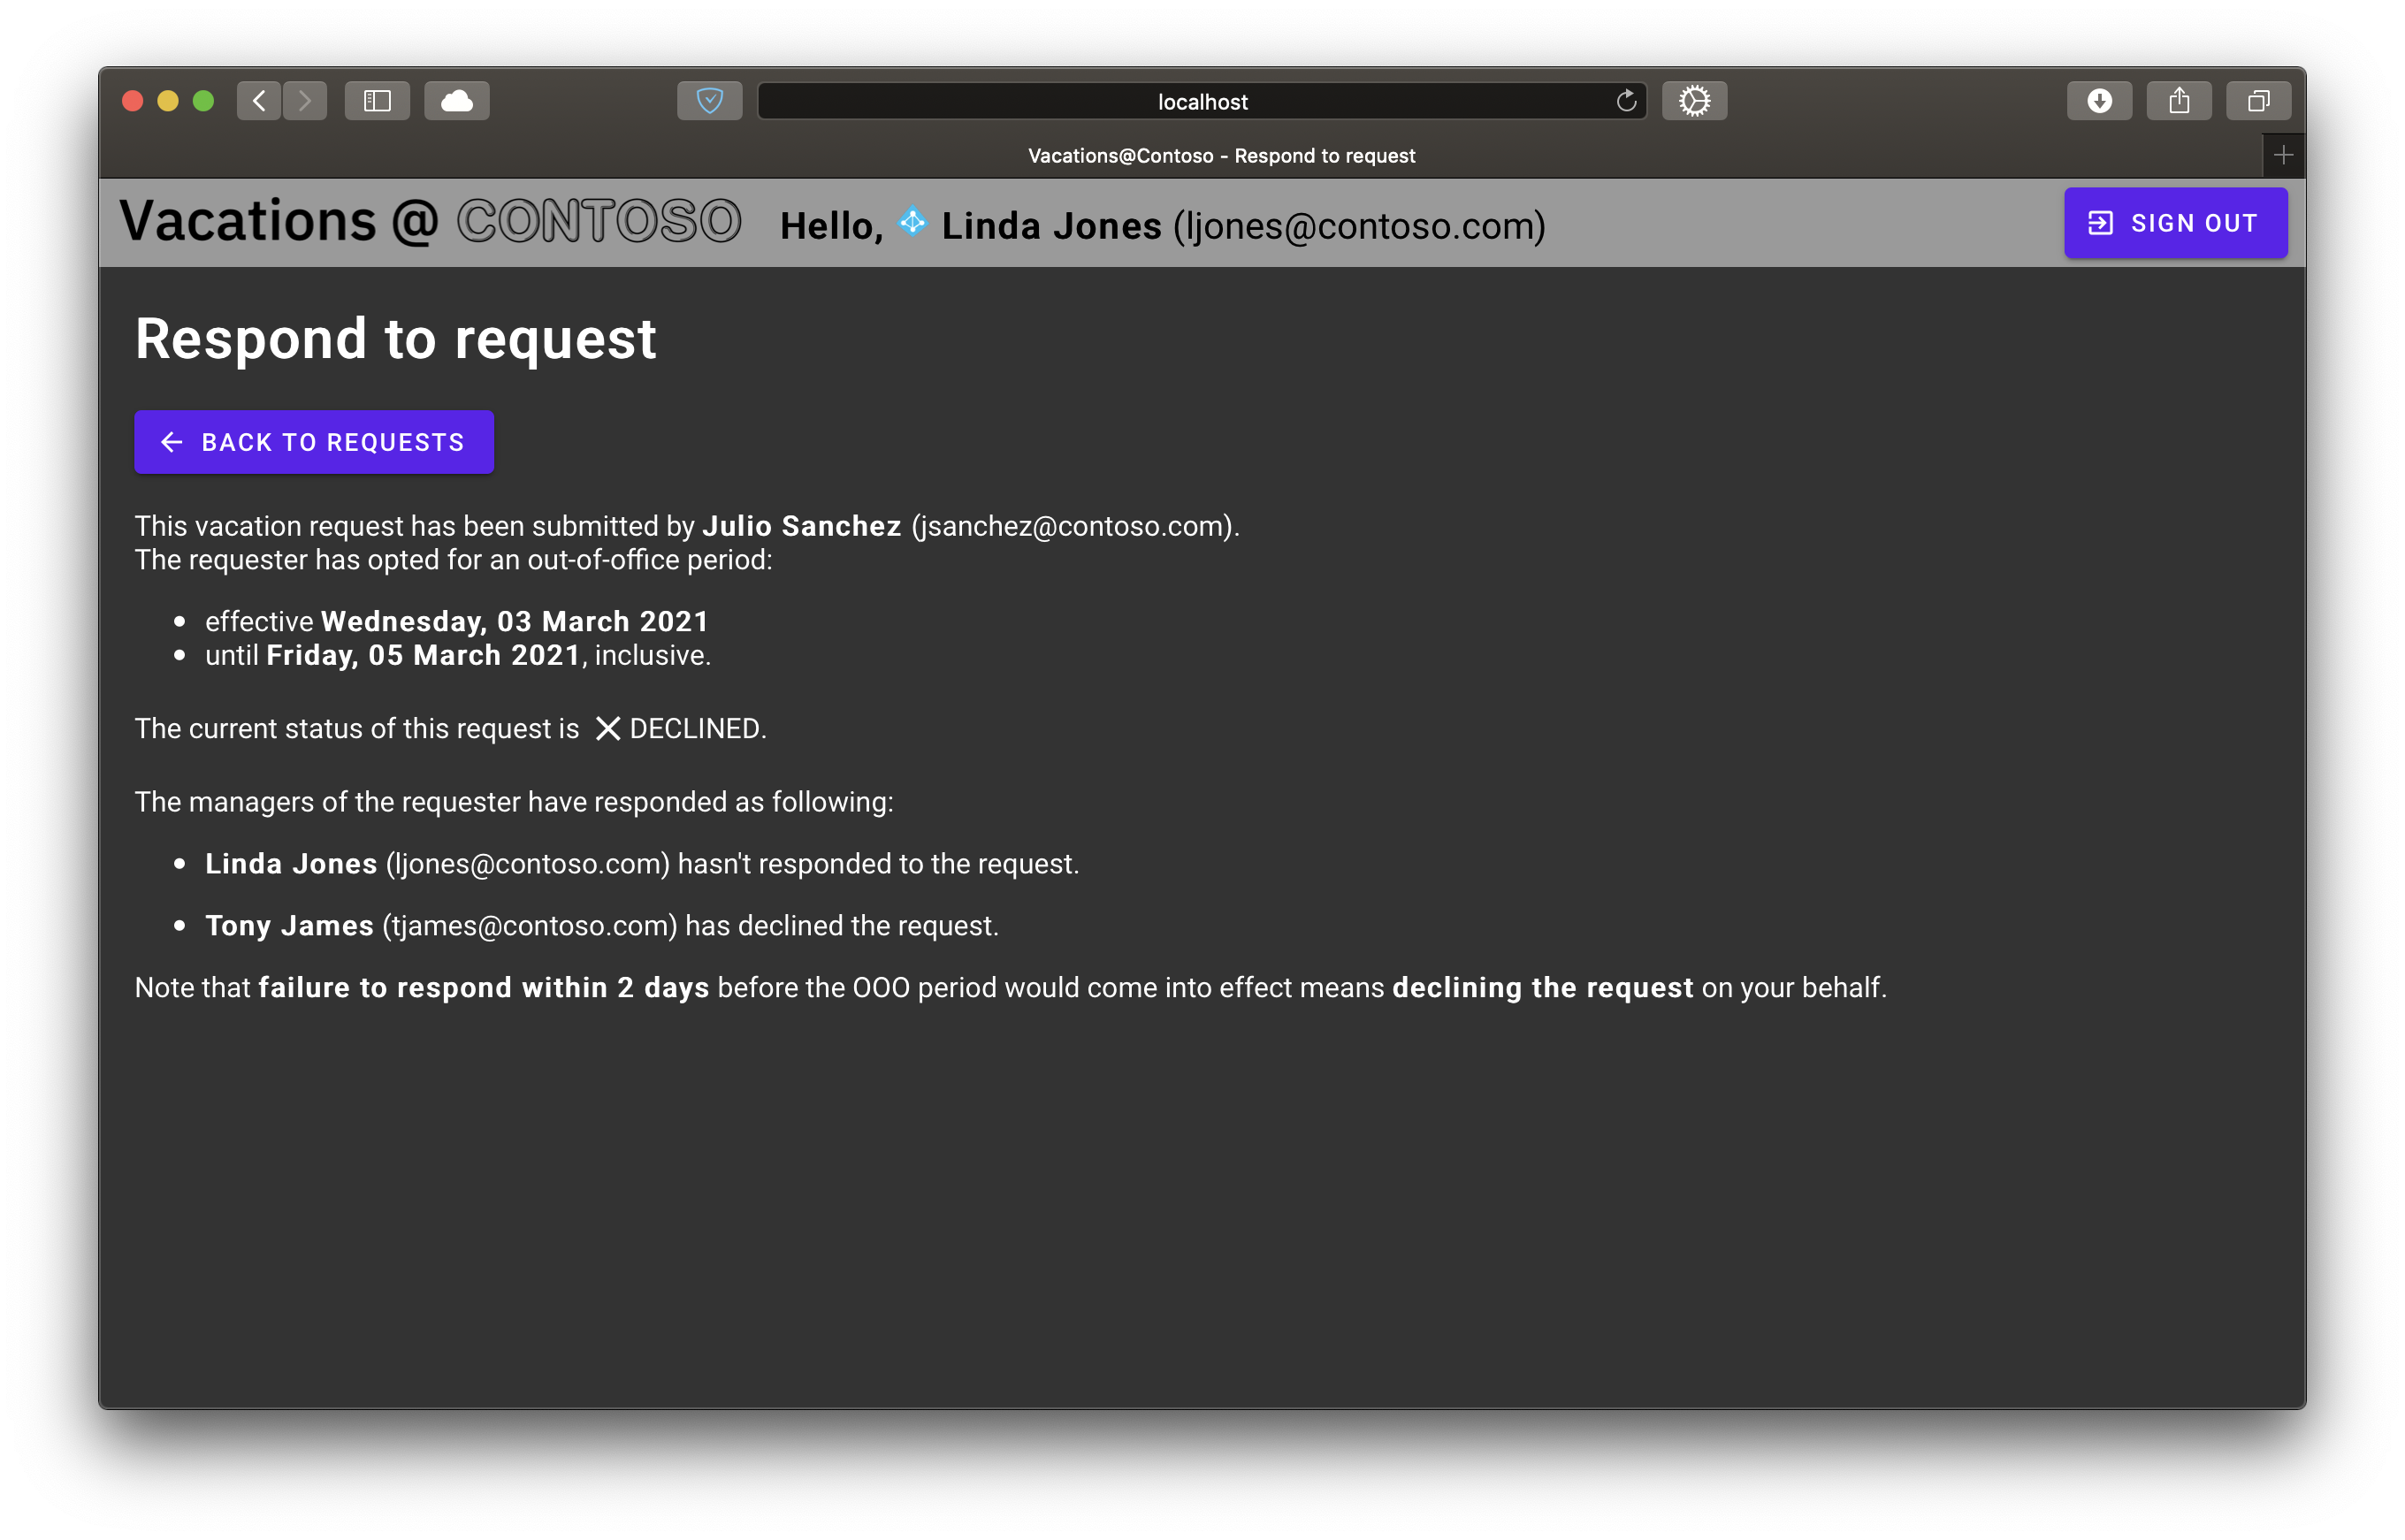 localhost
Vacations@Contoso - Respond to request
Vacations @ CONTOSO Hello, Linda Jones (ljones@contoso.com) SIGN OUT
Respond to request
BACK TO REQUESTS
This vacation request has been submitted by Julio Sanchez (jsanchez@contoso.com).
The requester has opted for an out-of-office period:
effective Wednesday, 03 March 2021
until Friday, 05 March 2021, inclusive.
The current status of this request is DECLINED.
The managers of the requester have responded as following:
Linda Jones (ljones@contoso.com) hasn't responded to the request.
Tony James (tjames@contoso.com) has declined the request.
Note that failure to respond within 2 days before the OOO period would come into effect means declining the request on your behalf.